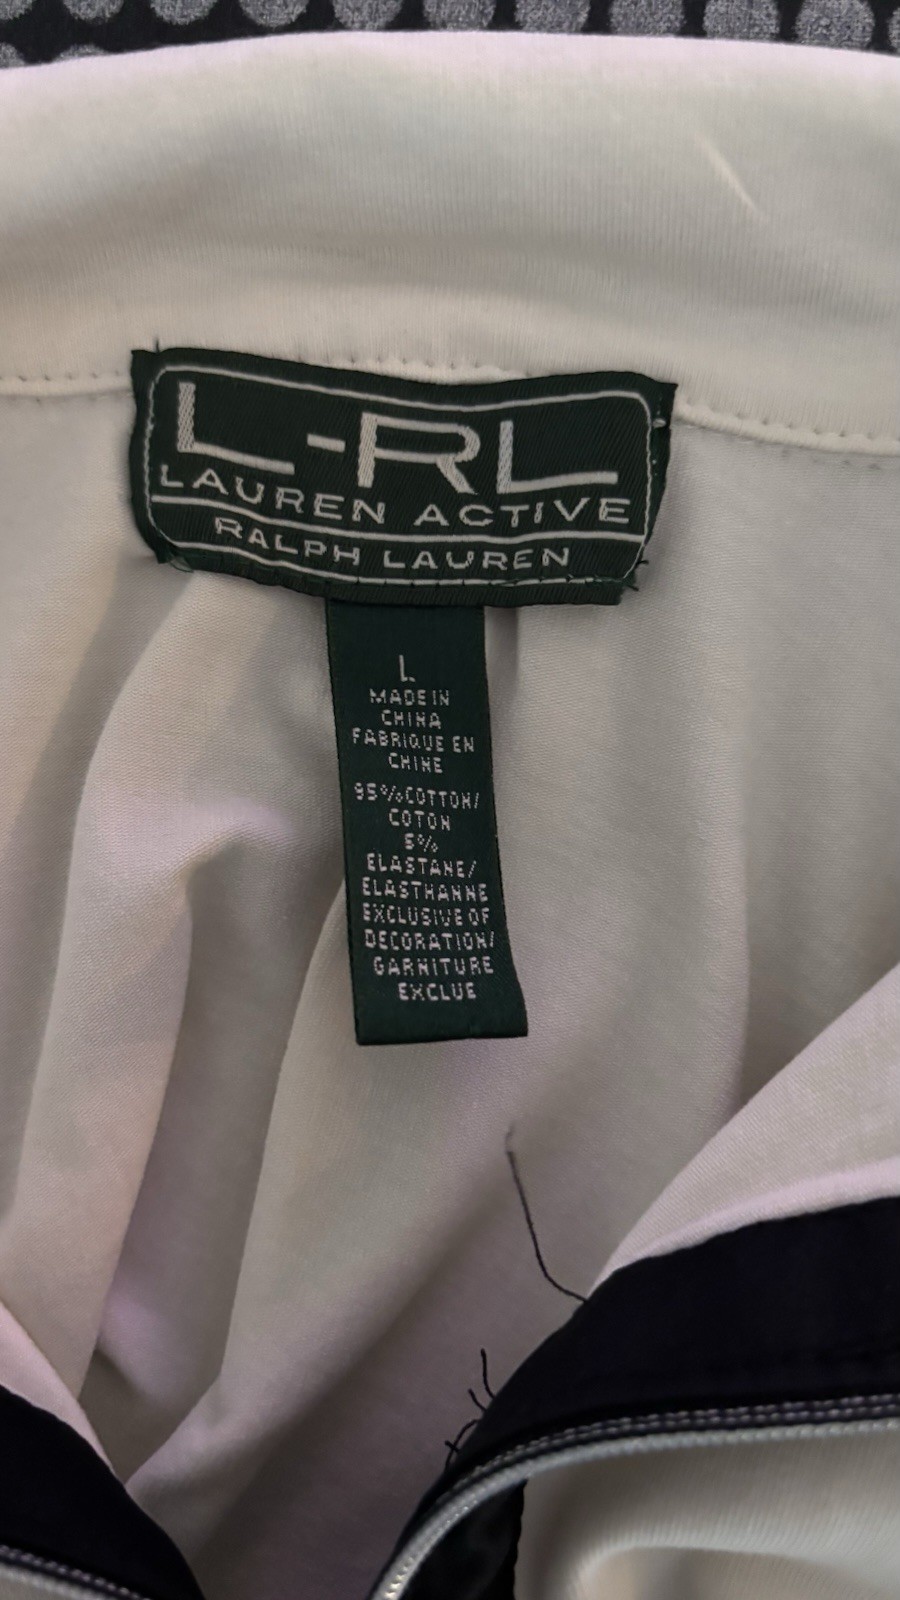 L-RL
LAUREN ACTIVE
RALPH LAUREN
L
MADE IN
CHINA
FABRIQUE EN
CHINE
95%COTTON/
COTON
5%
ELASTANE/
ELASTHANNE
EXCLUSIVE OF
DECORATION/
GARNITURE
EXCLUE